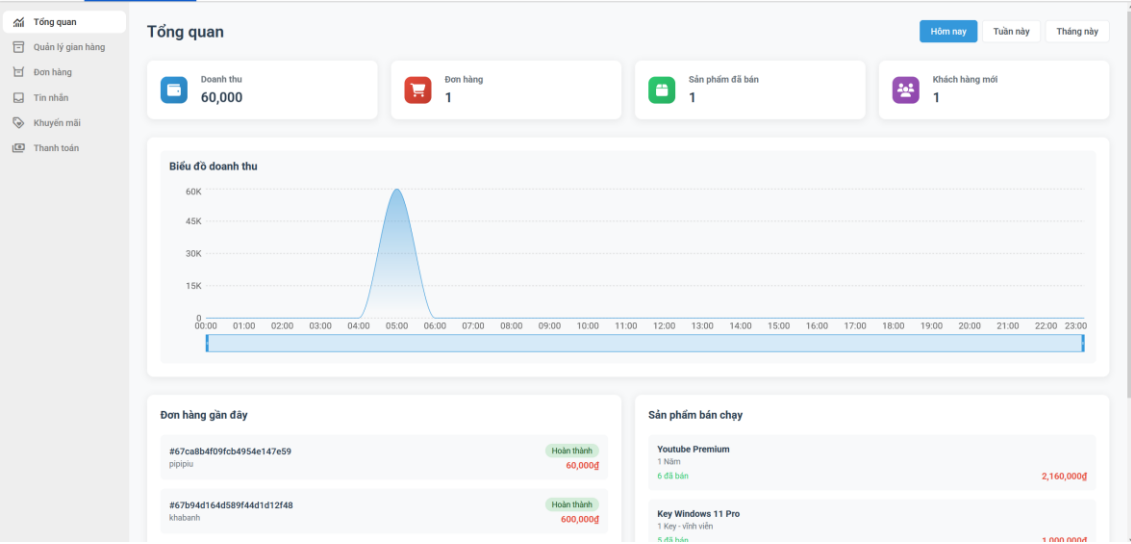 Tổng quan
Quản lý gian hàng
Đơn hàng
Tin nhắn
Khuyến mãi
Thanh toán
Tổng quan
Hôm nay
Tuần này
Tháng này
Doanh thu
60,000
Đơn hàng
1
Sản phẩm đã bán
1
Khách hàng mới
1
Biểu đồ doanh thu
60K
45K
30K
15K
0
00:00 01:00 02:00 03:00 04:00 05:00 06:00 07:00 08:00 09:00 10:00 11:00 12:00 13:00 14:00 15:00 16:00 17:00 18:00 19:00 20:00 21:00 22:00 23:00
Đơn hàng gần đây
#67ca8b4f09fcb4954e147e59
Hoàn thành
pipipiu
60,000₫
#67b94d164d589f44d1d12f48
Hoàn thành
khabanh
600,000₫
Sản phẩm bán chạy
Youtube Premium
1 Năm
6 đã bán
2,160,000₫
Key Windows 11 Pro
1 Key - vĩnh viễn
5 đã bán
1,000,000₫